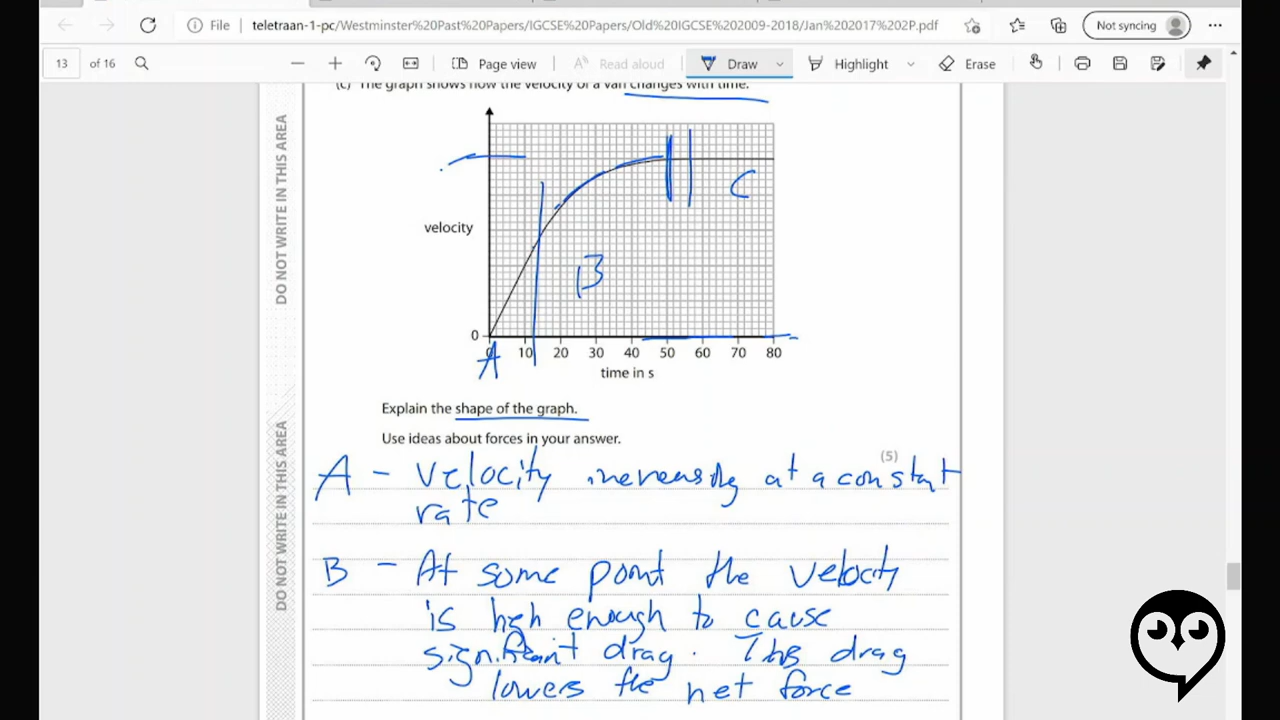 File teletraan-1-pc/Westminster%20Past%20Papers/IGCSE%20Papers/Old%20IGCSE%202009-2018/Jan%202017%202P.pdf Not syncing
13 of 16 Page view Read aloud Draw Highlight Erase
(c) The graph shows how the velocity of a van changes with time.
DO NOT WRITE IN THIS AREA
velocity
C
B
0
0 10 20 30 40 50 60 70 80
A
time in s
Explain the shape of the graph.
Use ideas about forces in your answer.
(5)
DO NOT WRITE IN THIS AREA
A - velocity increasing at a constant
rate
B - At some point the velocity
is high enough to cause
significant drag. This drag
lowers the net force